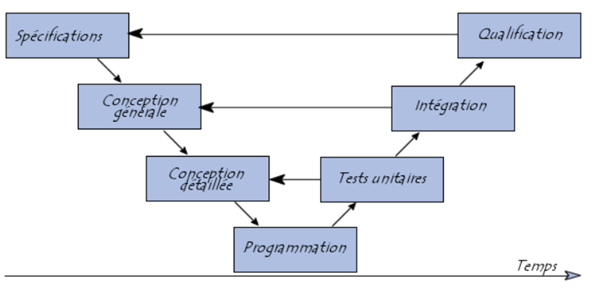 Spécifications
Qualification
Conception
générale
Intégration
Conception
détaillée
Tests unitaires
Programmation
Temps